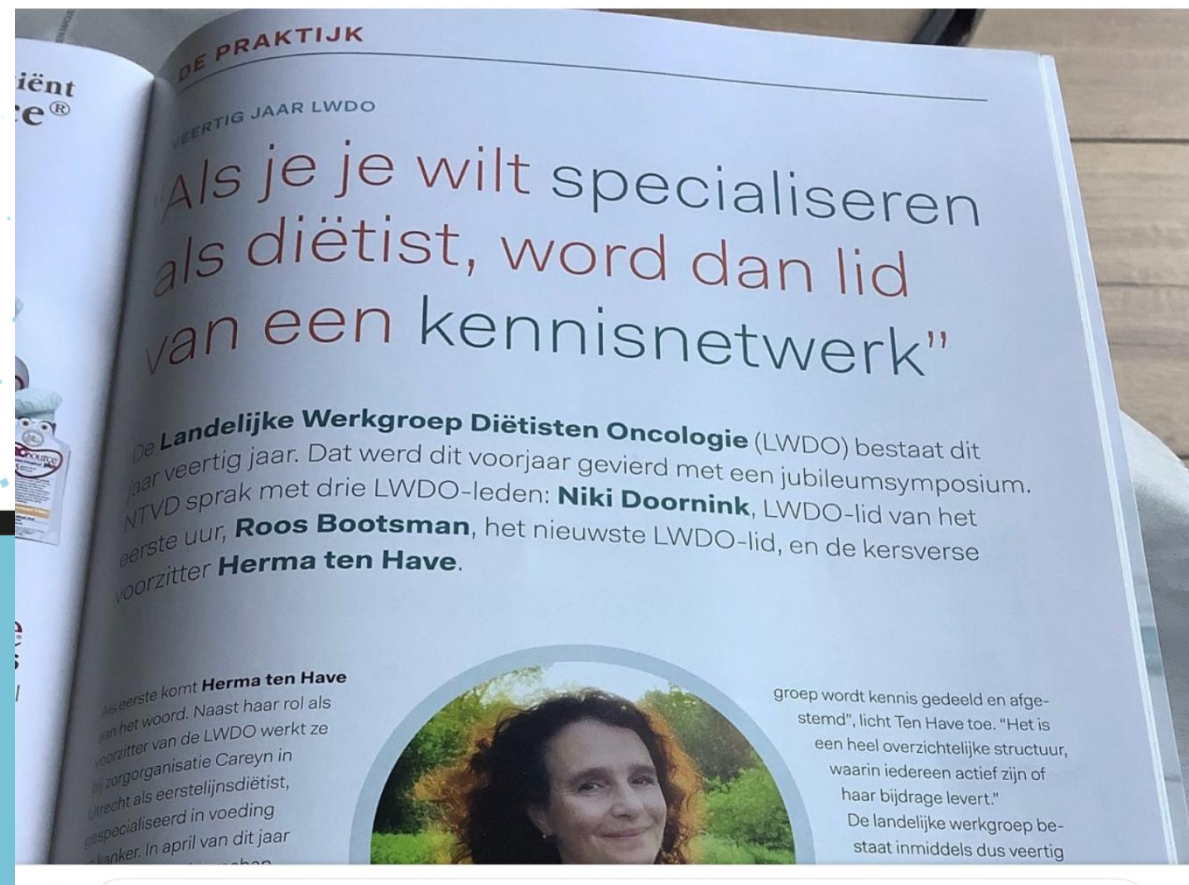 iënt
e®
DE PRAKTIJK
VEERTIG JAAR LWDO
"Als je je wilt specialiseren
als diëtist, word dan lid
van een kennisnetwerk"
De Landelijke Werkgroep Diëtisten Oncologie (LWDO) bestaat dit
jaar veertig jaar. Dat werd dit voorjaar gevierd met een jubileumsymposium.
NTVD sprak met drie LWDO-leden: Niki Doornink, LWDO-lid van het
eerste uur, Roos Bootsman, het nieuwste LWDO-lid, en de kersverse
voorzitter Herma ten Have.
Als eerste komt Herma ten Have
aan het woord. Naast haar rol als
voorzitter van de LWDO werkt ze
bij zorgorganisatie Careyn in
Utrecht als eerstelijnsdiëtist,
gespecialiseerd in voeding
kanker. In april van dit jaar
groep wordt kennis gedeeld en afge-
stemd", licht Ten Have toe. "Het is
een heel overzichtelijke structuur,
waarin iedereen actief zijn of
haar bijdrage levert."
De landelijke werkgroep be-
staat inmiddels dus veertig